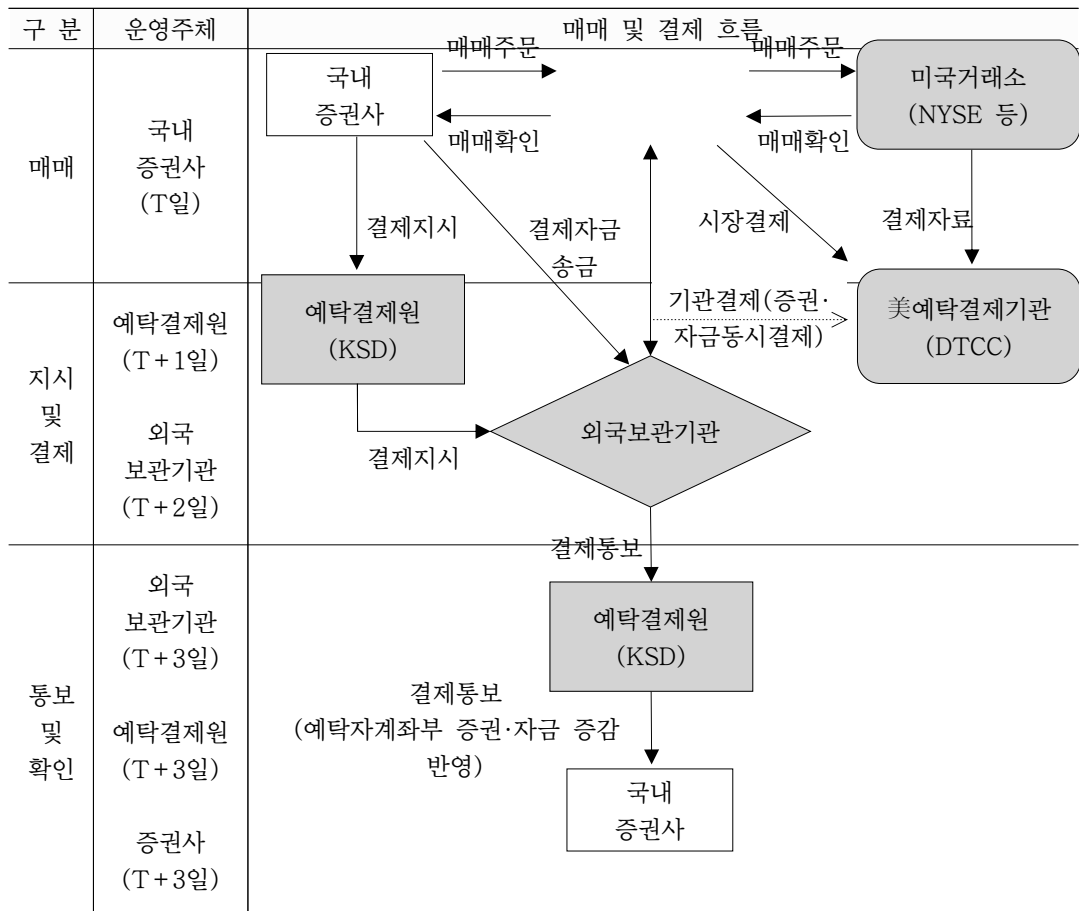 구 분
운영주체
매매 및 결제 흐름
매매
국내
증권사
(T일)
국내
증권사
매매주문
매매확인
매매주문
매매확인
미국거래소
(NYSE 등)
결제지시
결제자금
송금
시장결제
결제자료
지시
및
결제
예탁결제원
(T+1일)
외국
보관기관
(T+2일)
예탁결제원
(KSD)
기관결제(증권·
자금동시결제)
美예탁결제기관
(DTCC)
결제지시
외국보관기관
결제통보
통보
및
확인
외국
보관기관
(T+3일)
예탁결제원
(T+3일)
증권사
(T+3일)
예탁결제원
(KSD)
결제통보
(예탁자계좌부 증권·자금 증감
반영)
국내
증권사